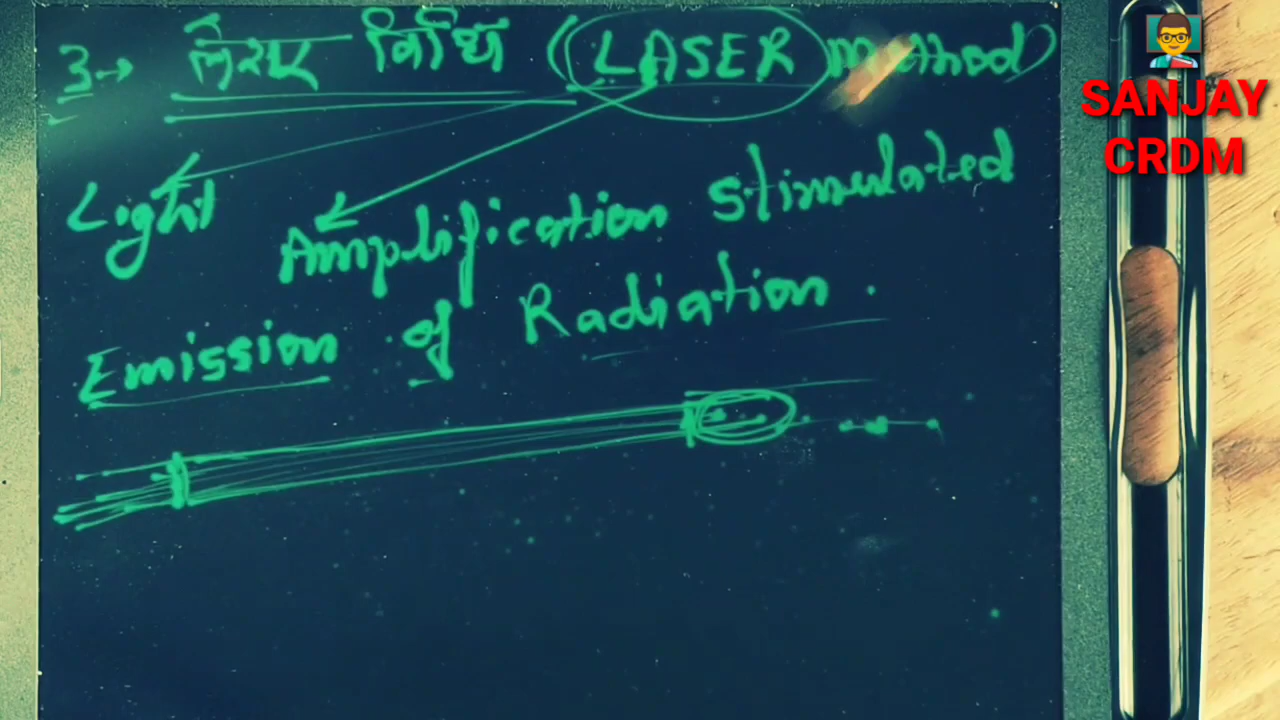 3→ लेसर विधि (LASER method)
Light Amplification stimulated
Emission of Radiation.
SANJAY
CRDM